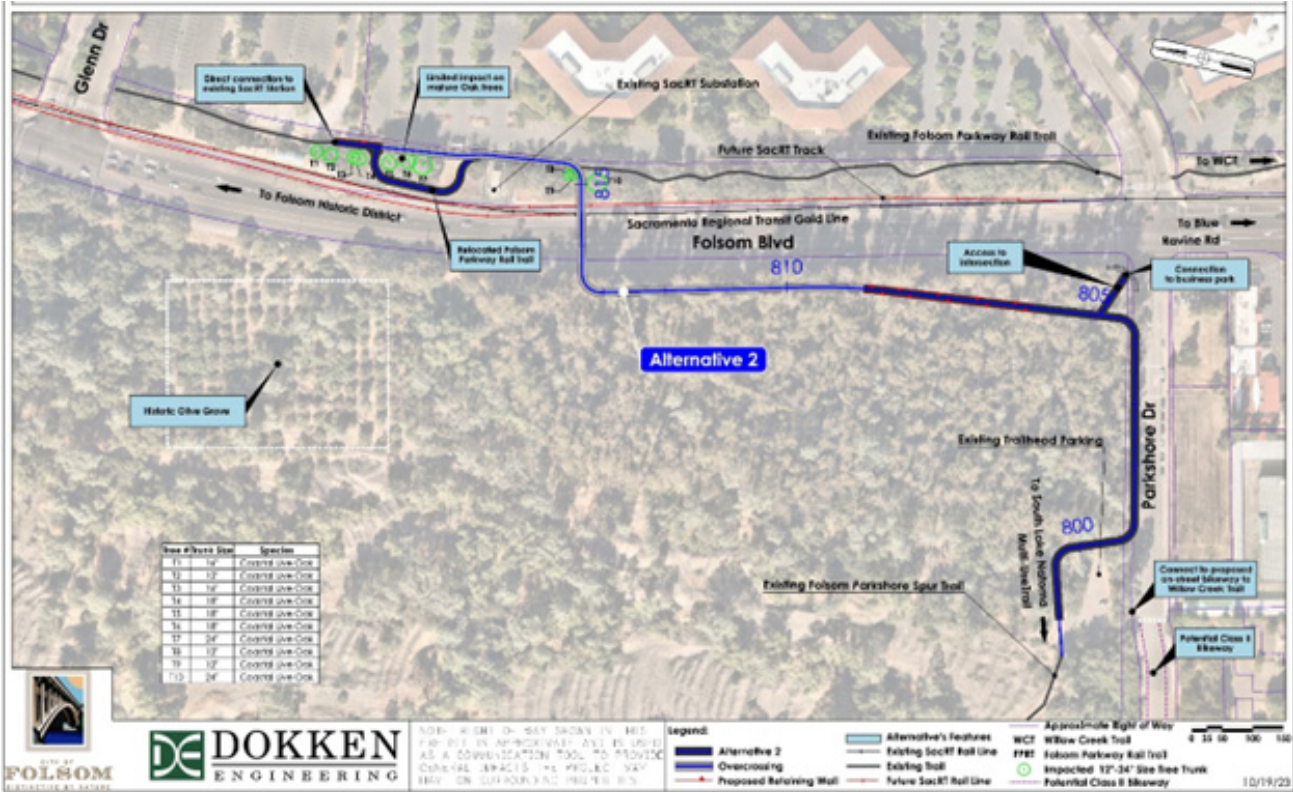 Glenn Dr
Direct connection to
existing SacRT Station
Limited impact on
mature Oak trees
Existing SacRT Substation
Existing Folsom Parkway Rail Trail
Future SacRT Track
To WCT
815
To Folsom Historic District
Sacramento Regional Transit Gold Line
Folsom Blvd
To Blue
Ravine Rd
Relocated Folsom
Parkway Rail Trail
Access to
intersection
Connection
to business park
810
805
Alternative 2
Historic Olive Grove
Parkshore Dr
Existing Trailhead Parking
To South Lake Natoma
Multi-Use Trail
800
Existing Folsom Parkshore Spur Trail
Connect to proposed
on-street bikeway to
Willow Creek Trail
Potential Class II
Bikeway
Tree # Trunk Size Species
T1 16" Coastal Live-Oak
T2 12" Coastal Live-Oak
T3 16" Coastal Live-Oak
T4 18" Coastal Live-Oak
T5 18" Coastal Live-Oak
T6 18" Coastal Live-Oak
T7 24" Coastal Live-Oak
T8 12" Coastal Live-Oak
T9 12" Coastal Live-Oak
T10 24" Coastal Live-Oak
CITY OF
FOLSOM
DISTINCTIVE BY NATURE
DE DOKKEN
ENGINEERING
Legend:
Alternative 2
Overcrossing
Proposed Retaining Wall
Alternative's Features
Existing SacRT Rail Line
Existing Trail
Future SacRT Rail Line
Approximate Right of Way
WCT Willow Creek Trail
FPRT Folsom Parkway Rail Trail
Impacted 12"-24" Size Tree Trunk
Potential Class II Bikeway
0 25 50 100 150
10/19/23